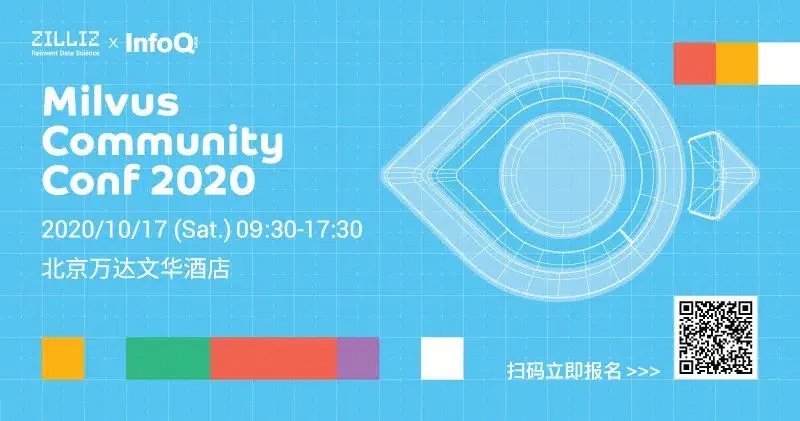 ZILLIZ x InfoQ
Reinvent Data Science
Milvus
Community
Conf 2020
2020/10/17 (Sat.) 09:30-17:30
北京万达文华酒店
扫码立即报名 >>>